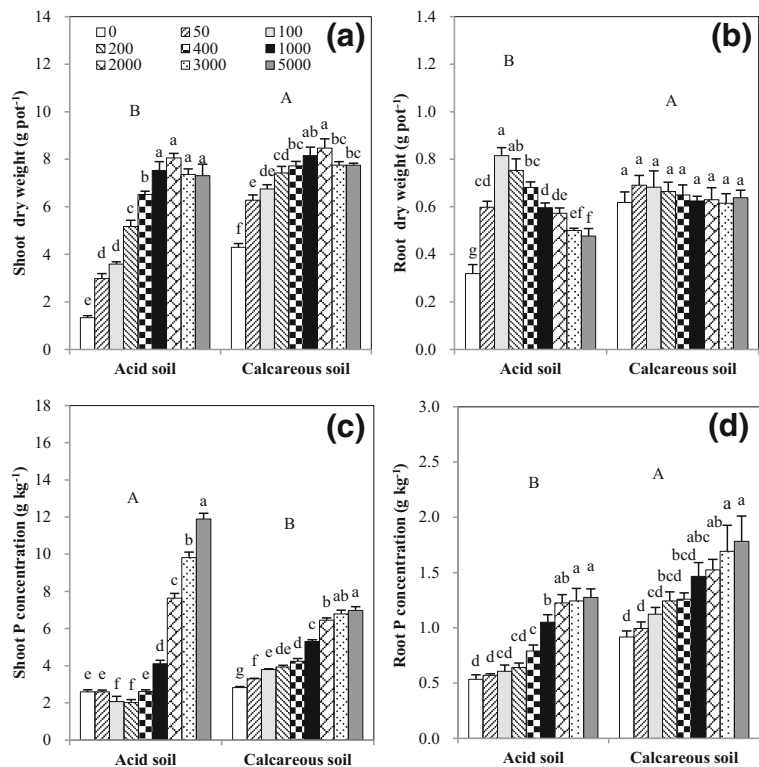 (a)
0 50 100
200 400 1000
2000 3000 5000
14
12
10
8
6
4
2
0
Shoot dry weight (g pot⁻¹)
B
A
e d d c b a a a a
f e de cd bc ab a bc bc
Acid soil Calcareous soil
(b)
1.4
1.2
1.0
0.8
0.6
0.4
0.2
0.0
Root dry weight (g pot⁻¹)
B
A
g cd a ab bc d de ef f
a a a a a a a a a
Acid soil Calcareous soil
(c)
18
16
14
12
10
8
6
4
2
0
Shoot P concentration (g kg⁻¹)
A
B
e e f f e d c b a
g f e de d c b ab a
Acid soil Calcareous soil
(d)
3.0
2.5
2.0
1.5
1.0
0.5
0.0
Root P concentration (g kg⁻¹)
B
A
d cd cd cd c b ab a a
d d cd bcd bcd abc ab a a
Acid soil Calcareous soil